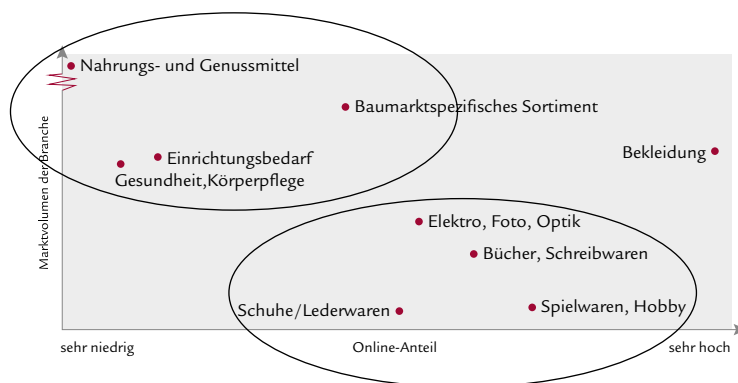 Nahrungs- und Genussmittel
Baumarktspezifisches Sortiment
Einrichtungsbedarf
Bekleidung
Gesundheit,Körperpflege
Marktvolumen der Branche
Elektro, Foto, Optik
Bücher, Schreibwaren
Schuhe/Lederwaren
Spielwaren, Hobby
sehr niedrig
Online-Anteil
sehr hoch